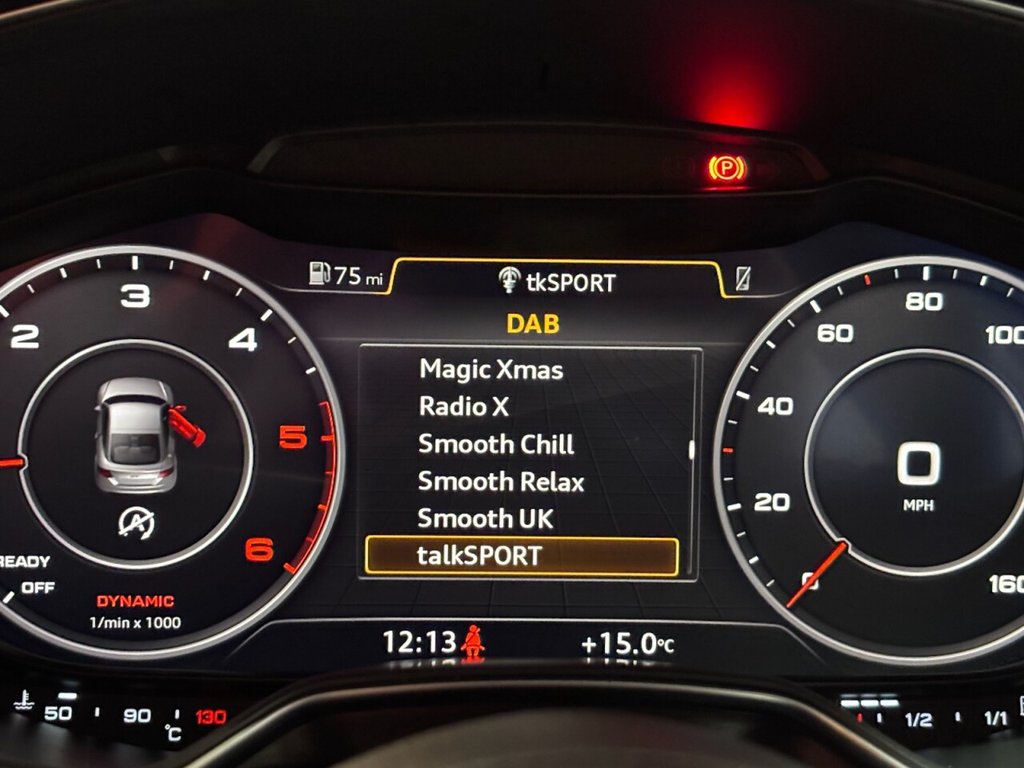 P
75 mi
tkSPORT
DAB
Magic Xmas
Radio X
Smooth Chill
Smooth Relax
Smooth UK
talkSPORT
12:13
+15.0°C
2
3
4
5
6
A
READY
OFF
DYNAMIC
1/min x 1000
0
20
40
60
80
100
160
0
MPH
50
90
130
°C
1/2
1/1